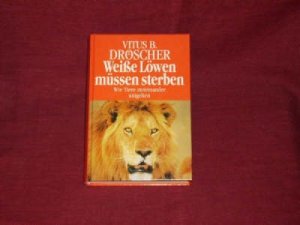 VITUS B.
DRÖSCHER
Weiße Löwen
müssen sterben
Wie Tiere miteinander
umgehen